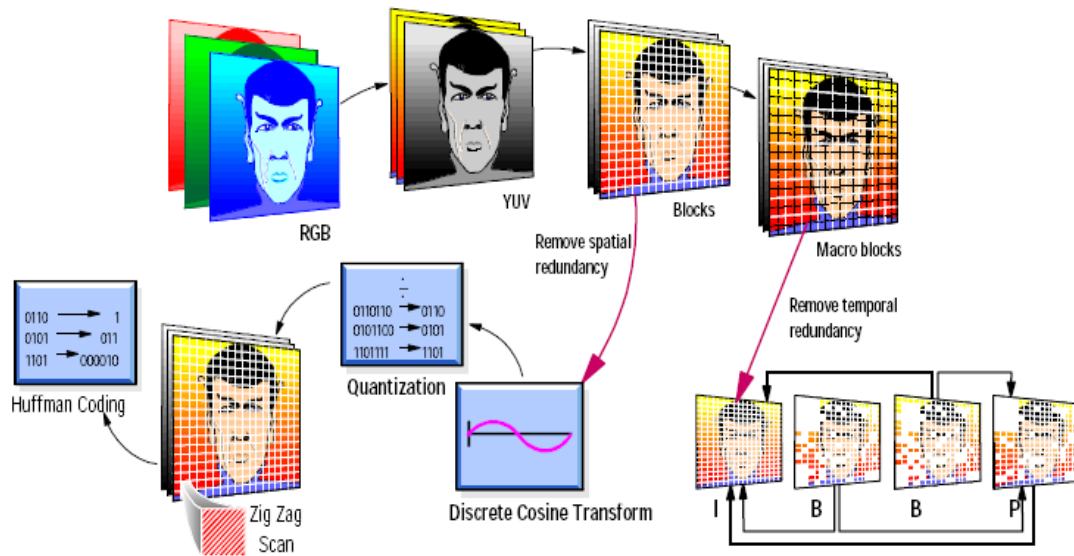 RGB
YUV
Blocks
Macro blocks
Remove spatial
redundancy
Remove temporal
redundancy
0110 1
0101 011
1101 000010
Huffman Coding
0110110 0110
0101100 0101
1101111 1101
Quantization
Discrete Cosine Transform
Zig Zag
Scan
I B B P